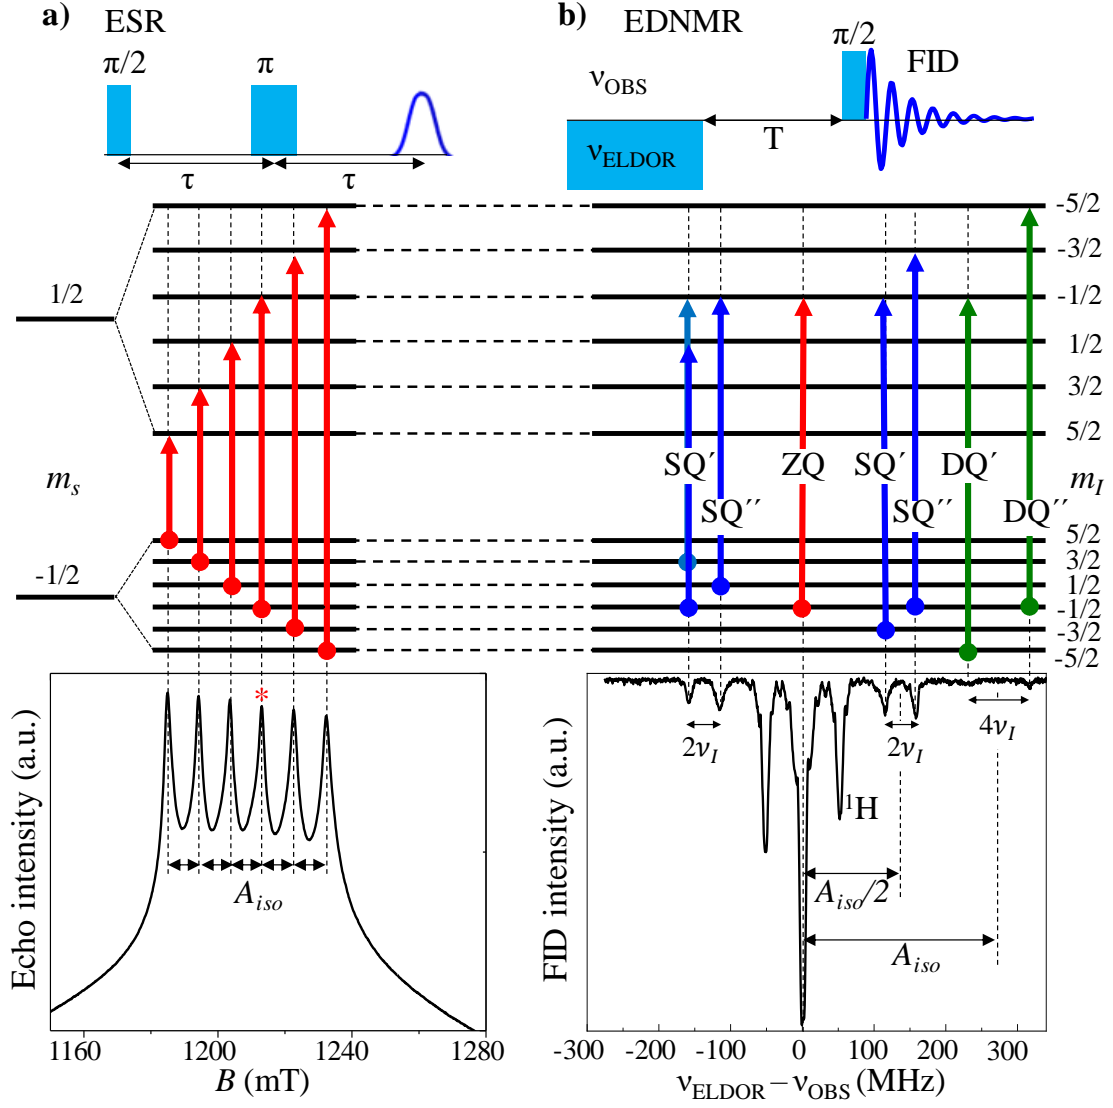 a) ESR
π/2
π
τ
τ
b) EDNMR
π/2
FID
νOBS
T
νELDOR
1/2
ms
-1/2
-5/2
-3/2
-1/2
1/2
3/2
5/2
mI
5/2
3/2
1/2
-1/2
-3/2
-5/2
SQ′
SQ′′
ZQ
SQ′
SQ′′
DQ′
DQ′′
Echo intensity (a.u.)
*
Aiso
1160
1200
1240
1280
B (mT)
FID intensity (a.u.)
2νI
2νI
4νI
1H
Aiso/2
Aiso
-300
-200
-100
0
100
200
300
νELDOR – νOBS (MHz)